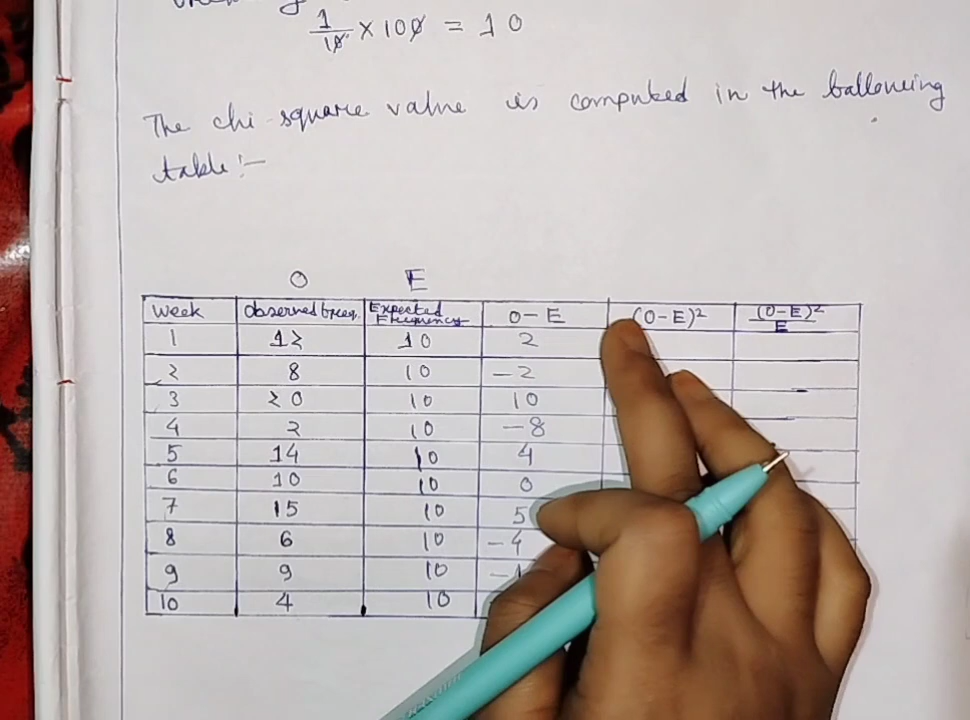 1/10 × 100 = 10
The chi-square value is computed in the ballowing
table:-
O E
Week Observed freq. Expected Frequency O-E (O-E)² (O-E)²/E
1 12 10 2
2 8 10 -2
3 20 10 10
4 2 10 -8
5 14 10 4
6 10 10 0
7 15 10 5
8 6 10 -4
9 9 10 -1
10 4 10